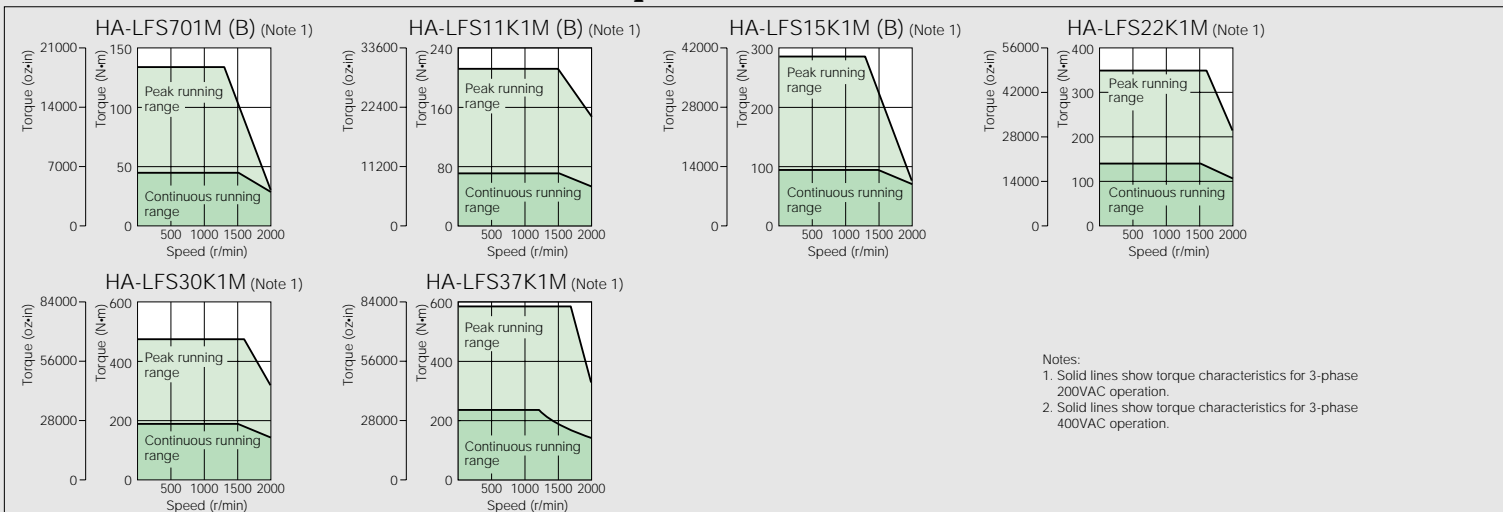 HA-LFS701M (B) (Note 1)
21000
14000
7000
0
Torque (oz•in)
150
100
50
0
Torque (N•m)
Peak running
range
Continuous running
range
500 1000 1500 2000
Speed (r/min)
HA-LFS11K1M (B) (Note 1)
33600
22400
11200
0
Torque (oz•in)
240
160
80
0
Torque (N•m)
Peak running
range
Continuous running
range
500 1000 1500 2000
Speed (r/min)
HA-LFS15K1M (B) (Note 1)
42000
28000
14000
0
Torque (oz•in)
300
200
100
0
Torque (N•m)
Peak running
range
Continuous running
range
500 1000 1500 2000
Speed (r/min)
HA-LFS22K1M (Note 1)
56000
42000
28000
14000
0
Torque (oz•in)
400
300
200
100
0
Torque (N•m)
Peak running
range
Continuous running
range
500 1000 1500 2000
Speed (r/min)
HA-LFS30K1M (Note 1)
84000
56000
28000
0
Torque (oz•in)
600
400
200
0
Torque (N•m)
Peak running
range
Continuous running
range
500 1000 1500 2000
Speed (r/min)
HA-LFS37K1M (Note 1)
84000
56000
28000
0
Torque (oz•in)
600
400
200
0
Torque (N•m)
Peak running
range
Continuous running
range
500 1000 1500 2000
Speed (r/min)
Notes:
1. Solid lines show torque characteristics for 3-phase
200VAC operation.
2. Solid lines show torque characteristics for 3-phase
400VAC operation.